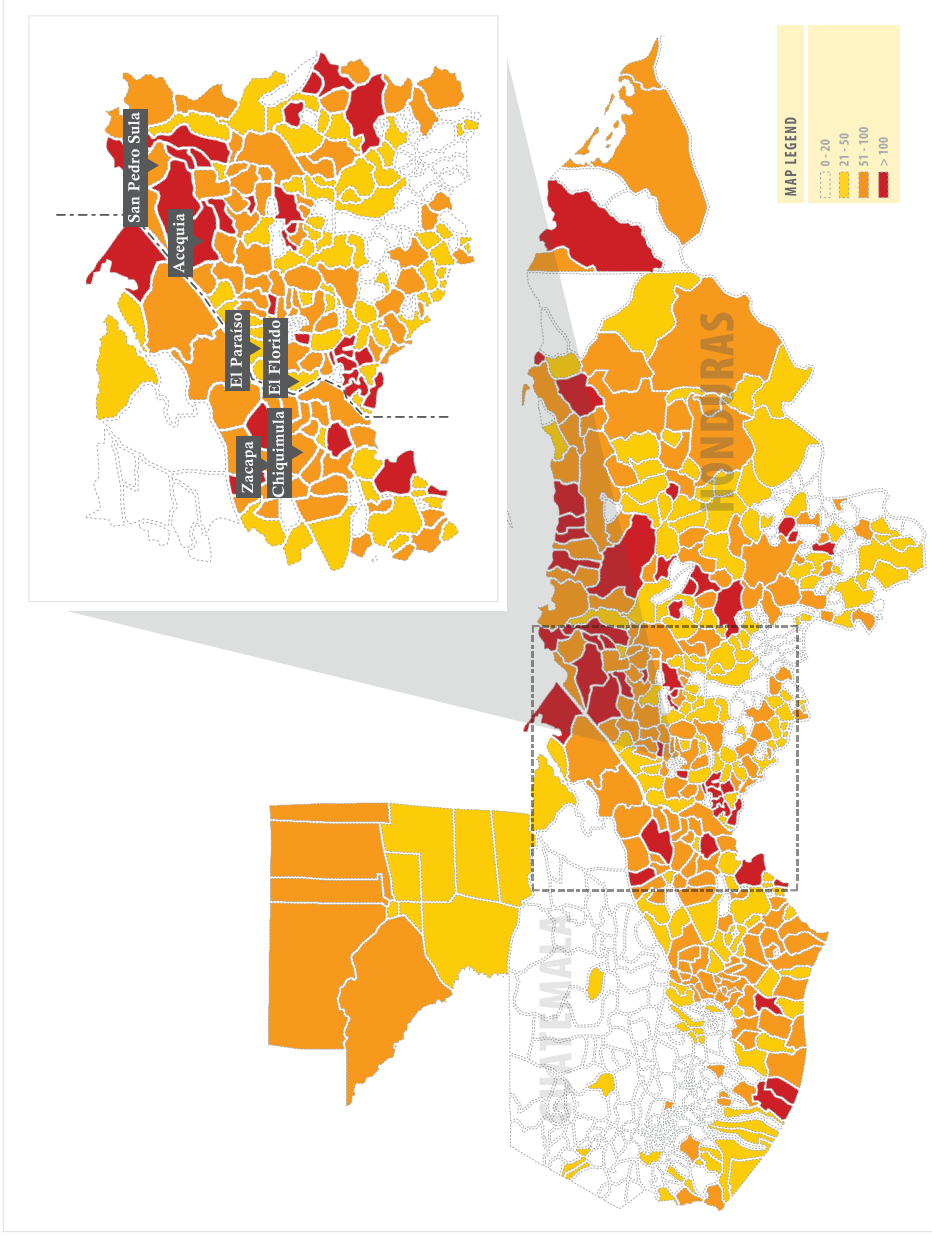 San Pedro Sula
Acequia
El Paraíso
El Florido
Zacapa
Chiquimula
GUATEMALA
HONDURAS
MAP LEGEND
0 - 20
21 - 50
51 - 100
> 100